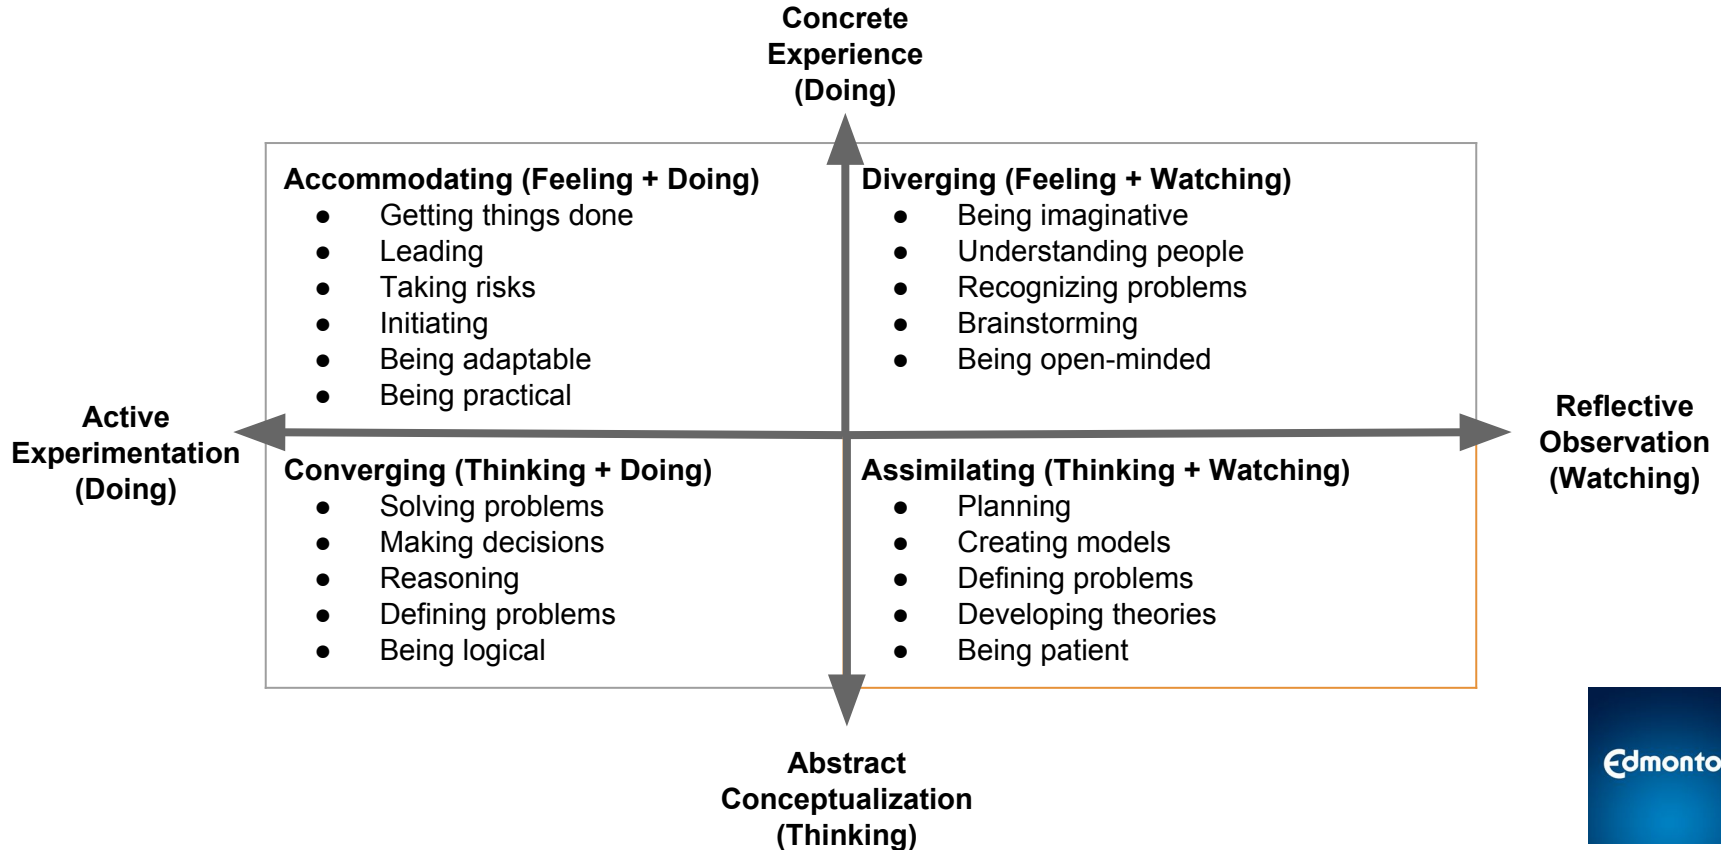 Concrete
Experience
(Doing)
Accommodating (Feeling + Doing)
● Getting things done
● Leading
● Taking risks
● Initiating
● Being adaptable
● Being practical
Diverging (Feeling + Watching)
● Being imaginative
● Understanding people
● Recognizing problems
● Brainstorming
● Being open-minded
Active
Experimentation
(Doing)
Reflective
Observation
(Watching)
Converging (Thinking + Doing)
● Solving problems
● Making decisions
● Reasoning
● Defining problems
● Being logical
Assimilating (Thinking + Watching)
● Planning
● Creating models
● Defining problems
● Developing theories
● Being patient
Abstract
Conceptualization
(Thinking)
Edmonto